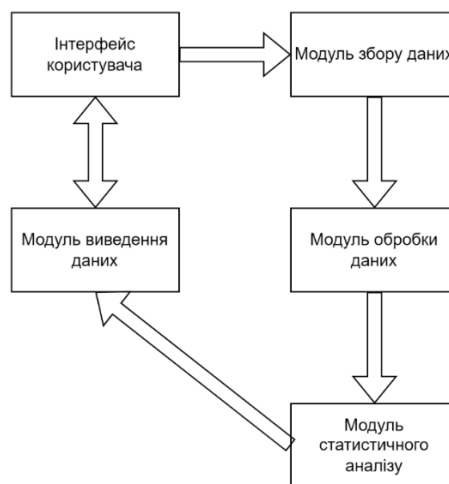 Інтерфейс
користувача
Модуль збору даних
Модуль виведення
даних
Модуль обробки
даних
Модуль
статистичного
аналізу